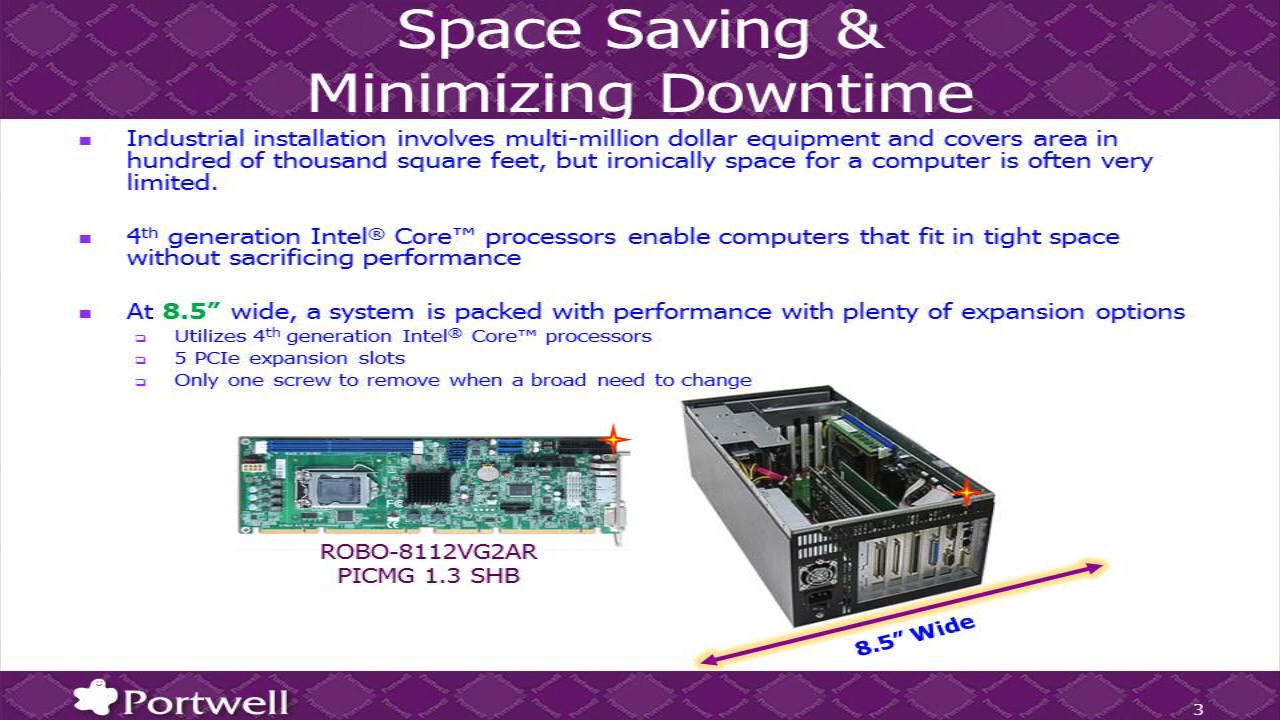 Space Saving &
Minimizing Downtime
Industrial installation involves multi-million dollar equipment and covers area in
hundred of thousand square feet, but ironically space for a computer is often very
limited.
4th generation Intel® Core™ processors enable computers that fit in tight space
without sacrificing performance
At 8.5” wide, a system is packed with performance with plenty of expansion options
Utilizes 4th generation Intel® Core™ processors
5 PCIe expansion slots
Only one screw to remove when a broad need to change
ROBO-8112VG2AR
PICMG 1.3 SHB
8.5” Wide
Portwell
3